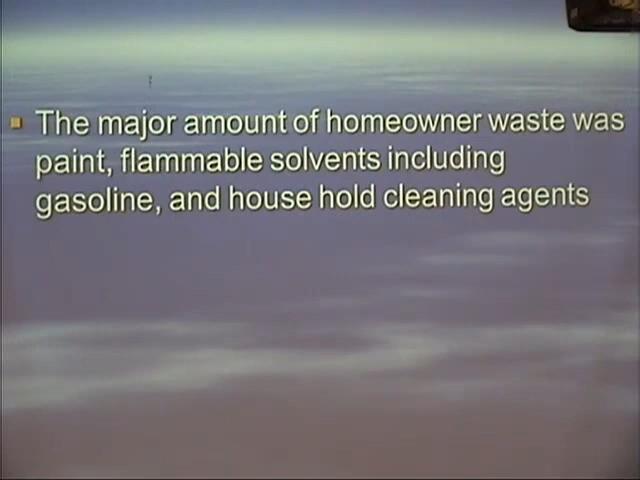 The major amount of homeowner waste was
paint, flammable solvents including
gasoline, and house hold cleaning agents